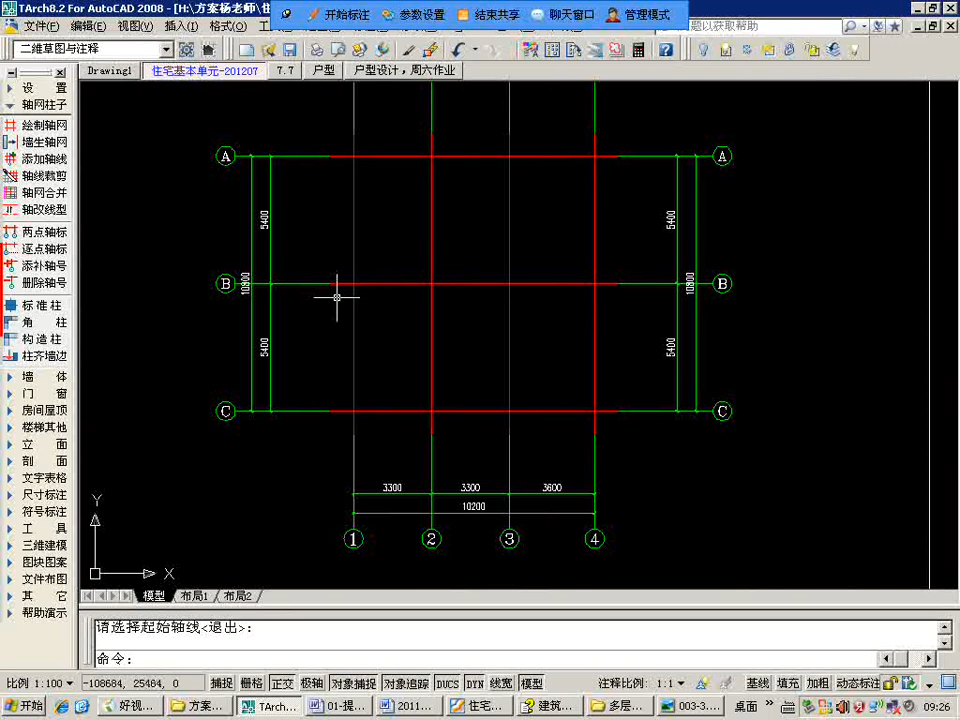 TArch8.2 For AutoCAD 2008 - [H:\方案杨老师\住
开始标注 参数设置 结束共享 聊天窗口 管理模式
文件(F) 编辑(E) 视图(V) 插入(I) 格式(O)
二维草图与注释
Drawing1 住宅基本单元-201207 7.7 户型 户型设计，周六作业
设 置
轴网柱子
绘制轴网
墙生轴网
添加轴线
轴线裁剪
轴网合并
轴改线型
两点轴标
逐点轴标
添补轴号
删除轴号
标准柱
角 柱
构造柱
柱齐墙边
墙 体
门 窗
房间屋顶
楼梯其他
立 面
剖 面
文字表格
尺寸标注
符号标注
工 具
三维建模
图块图案
文件布图
其 它
帮助演示
A A
5400 5400
B 10800 10800 B
5400 5400
C C
3300 3300 3600
10200
1 2 3 4
Y
X
模型 布局1 布局2
请选择起始轴线<退出>:
命令:
比例 1:100 -108684, 25484, 0 捕捉 栅格 正交 极轴 对象捕捉 对象追踪 DUCS DYN 线宽 模型 注释比例: 1:1 基线 填充 加粗 动态标注
开始 好视... 方案... TArch... 01-提... 2011... 住宅... 建筑... 多层... 003-3... 桌面 » 09:26